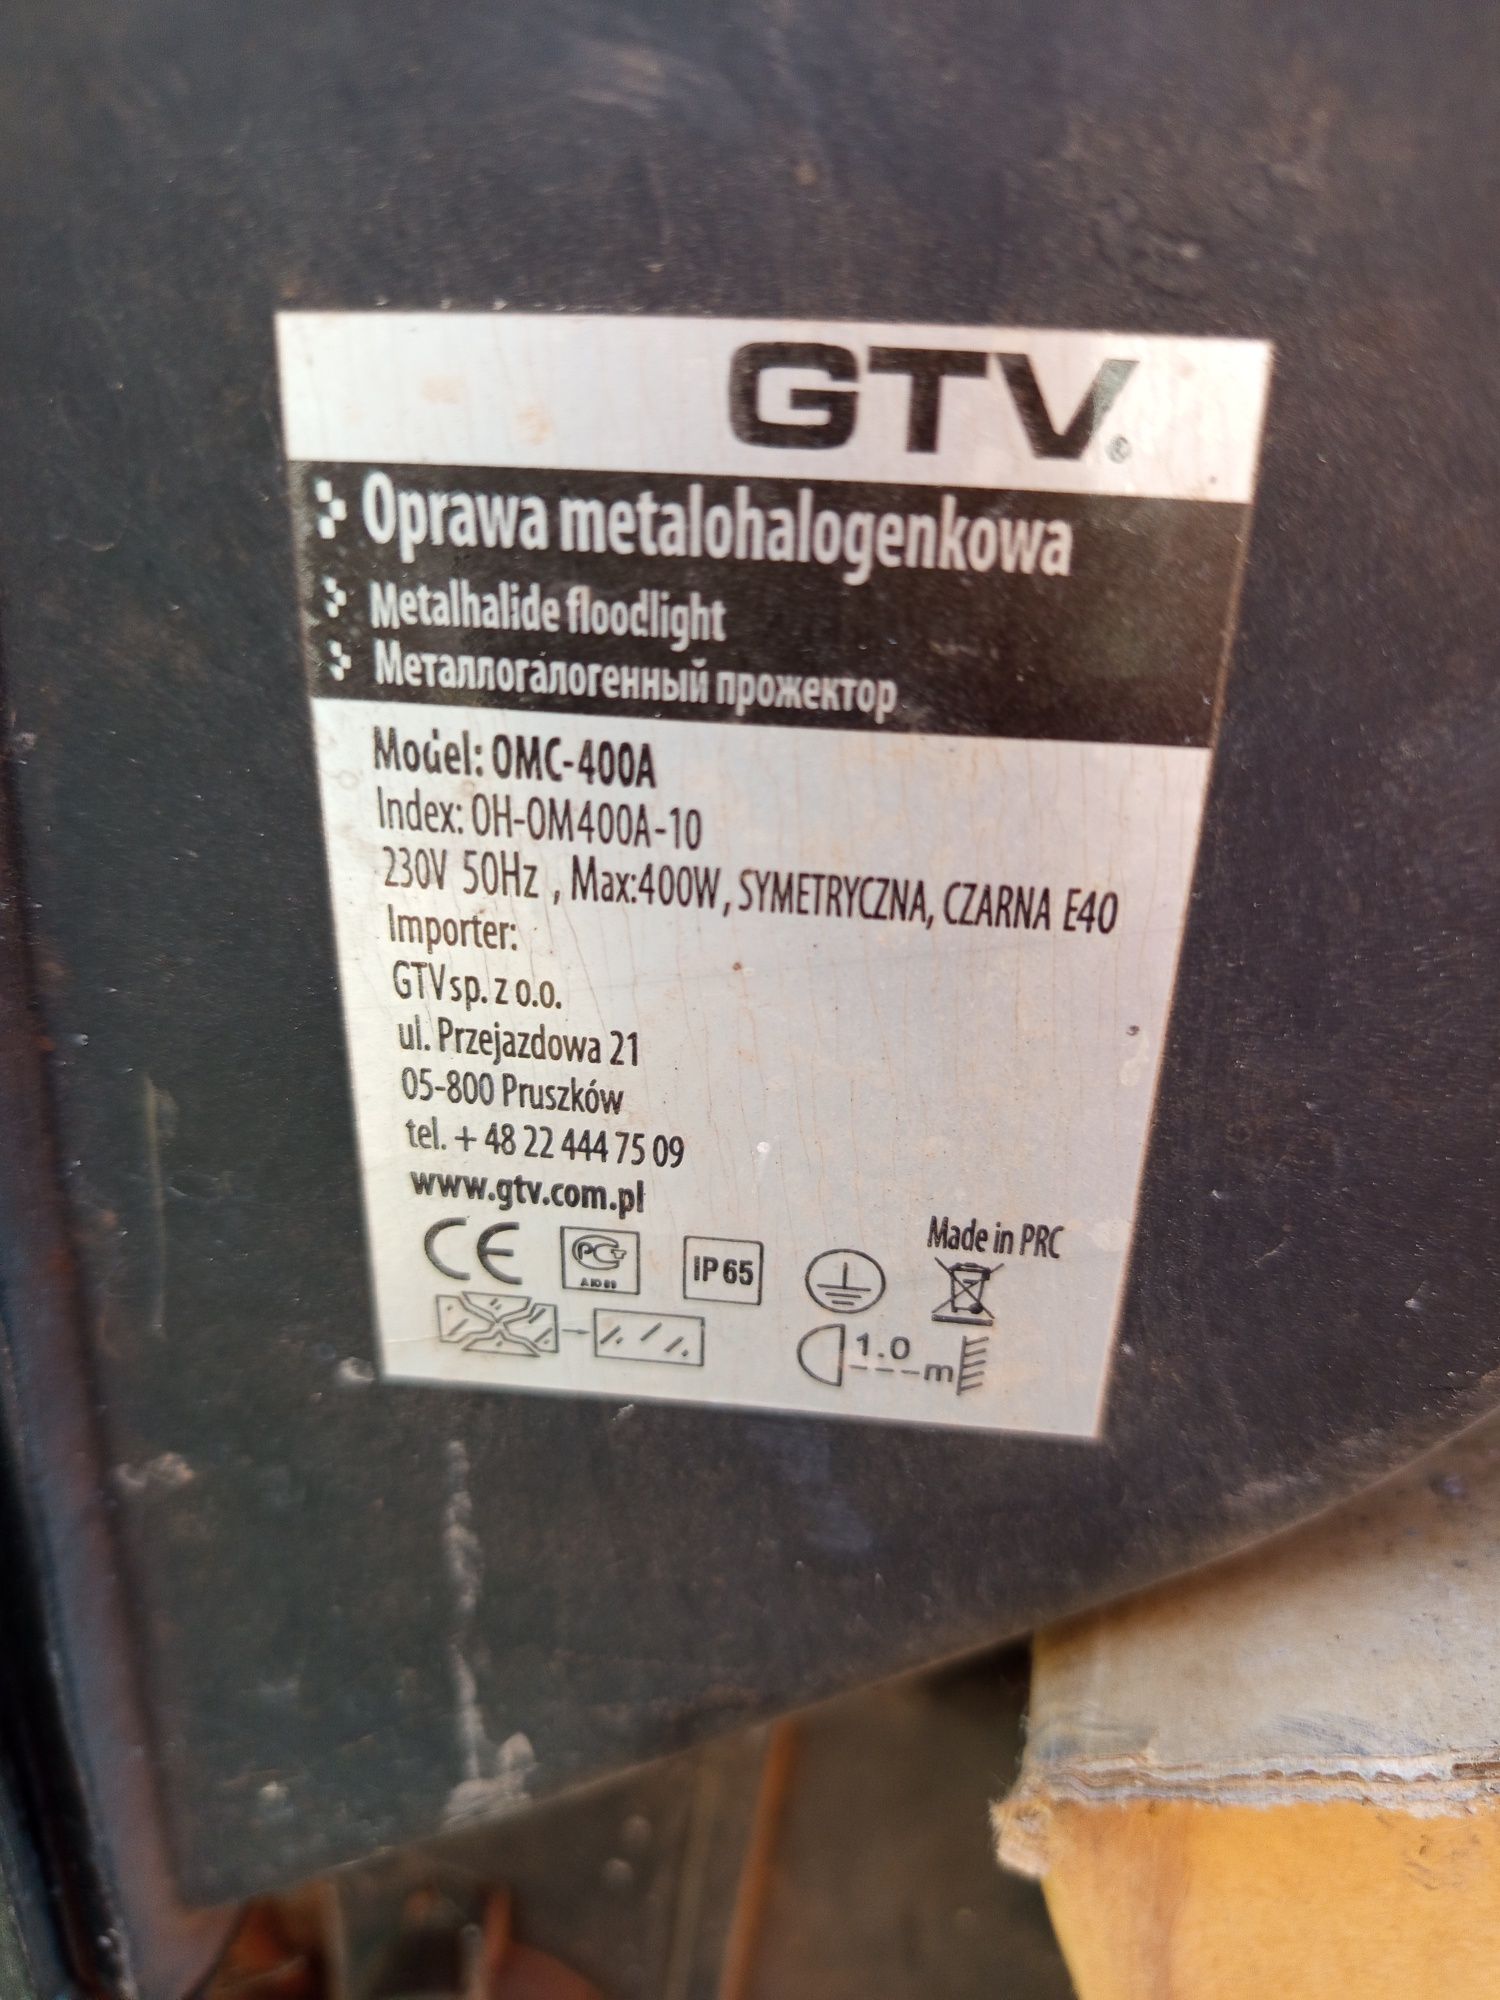 GTV®
Oprawa metalohalogenkowa
Metalhalide floodlight
Металлогалогенный прожектор
Model: OMC-400A
Index: OH-OM400A-10
230V 50Hz , Max:400W, SYMETRYCZNA, CZARNA E40
Importer:
GTV sp. z o.o.
ul. Przejazdowa 21
05-800 Pruszków
tel. + 48 22 444 75 09
www.gtv.com.pl
Made in PRC
CE
IP 65
1.0
m